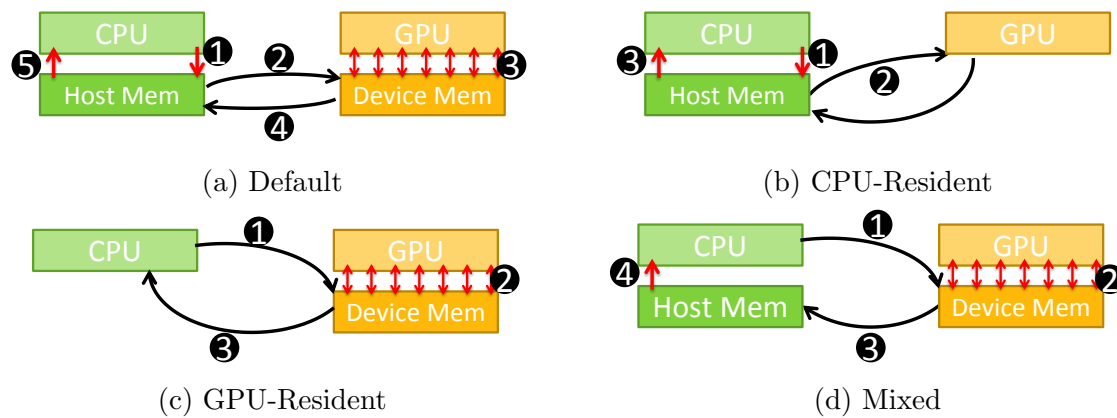 CPU
GPU
5
1
2
3
Host Mem
Device Mem
4
(a) Default
CPU
GPU
3
1
2
Host Mem
(b) CPU-Resident
CPU
1
GPU
2
Device Mem
3
(c) GPU-Resident
CPU
1
GPU
4
2
Host Mem
Device Mem
3
(d) Mixed